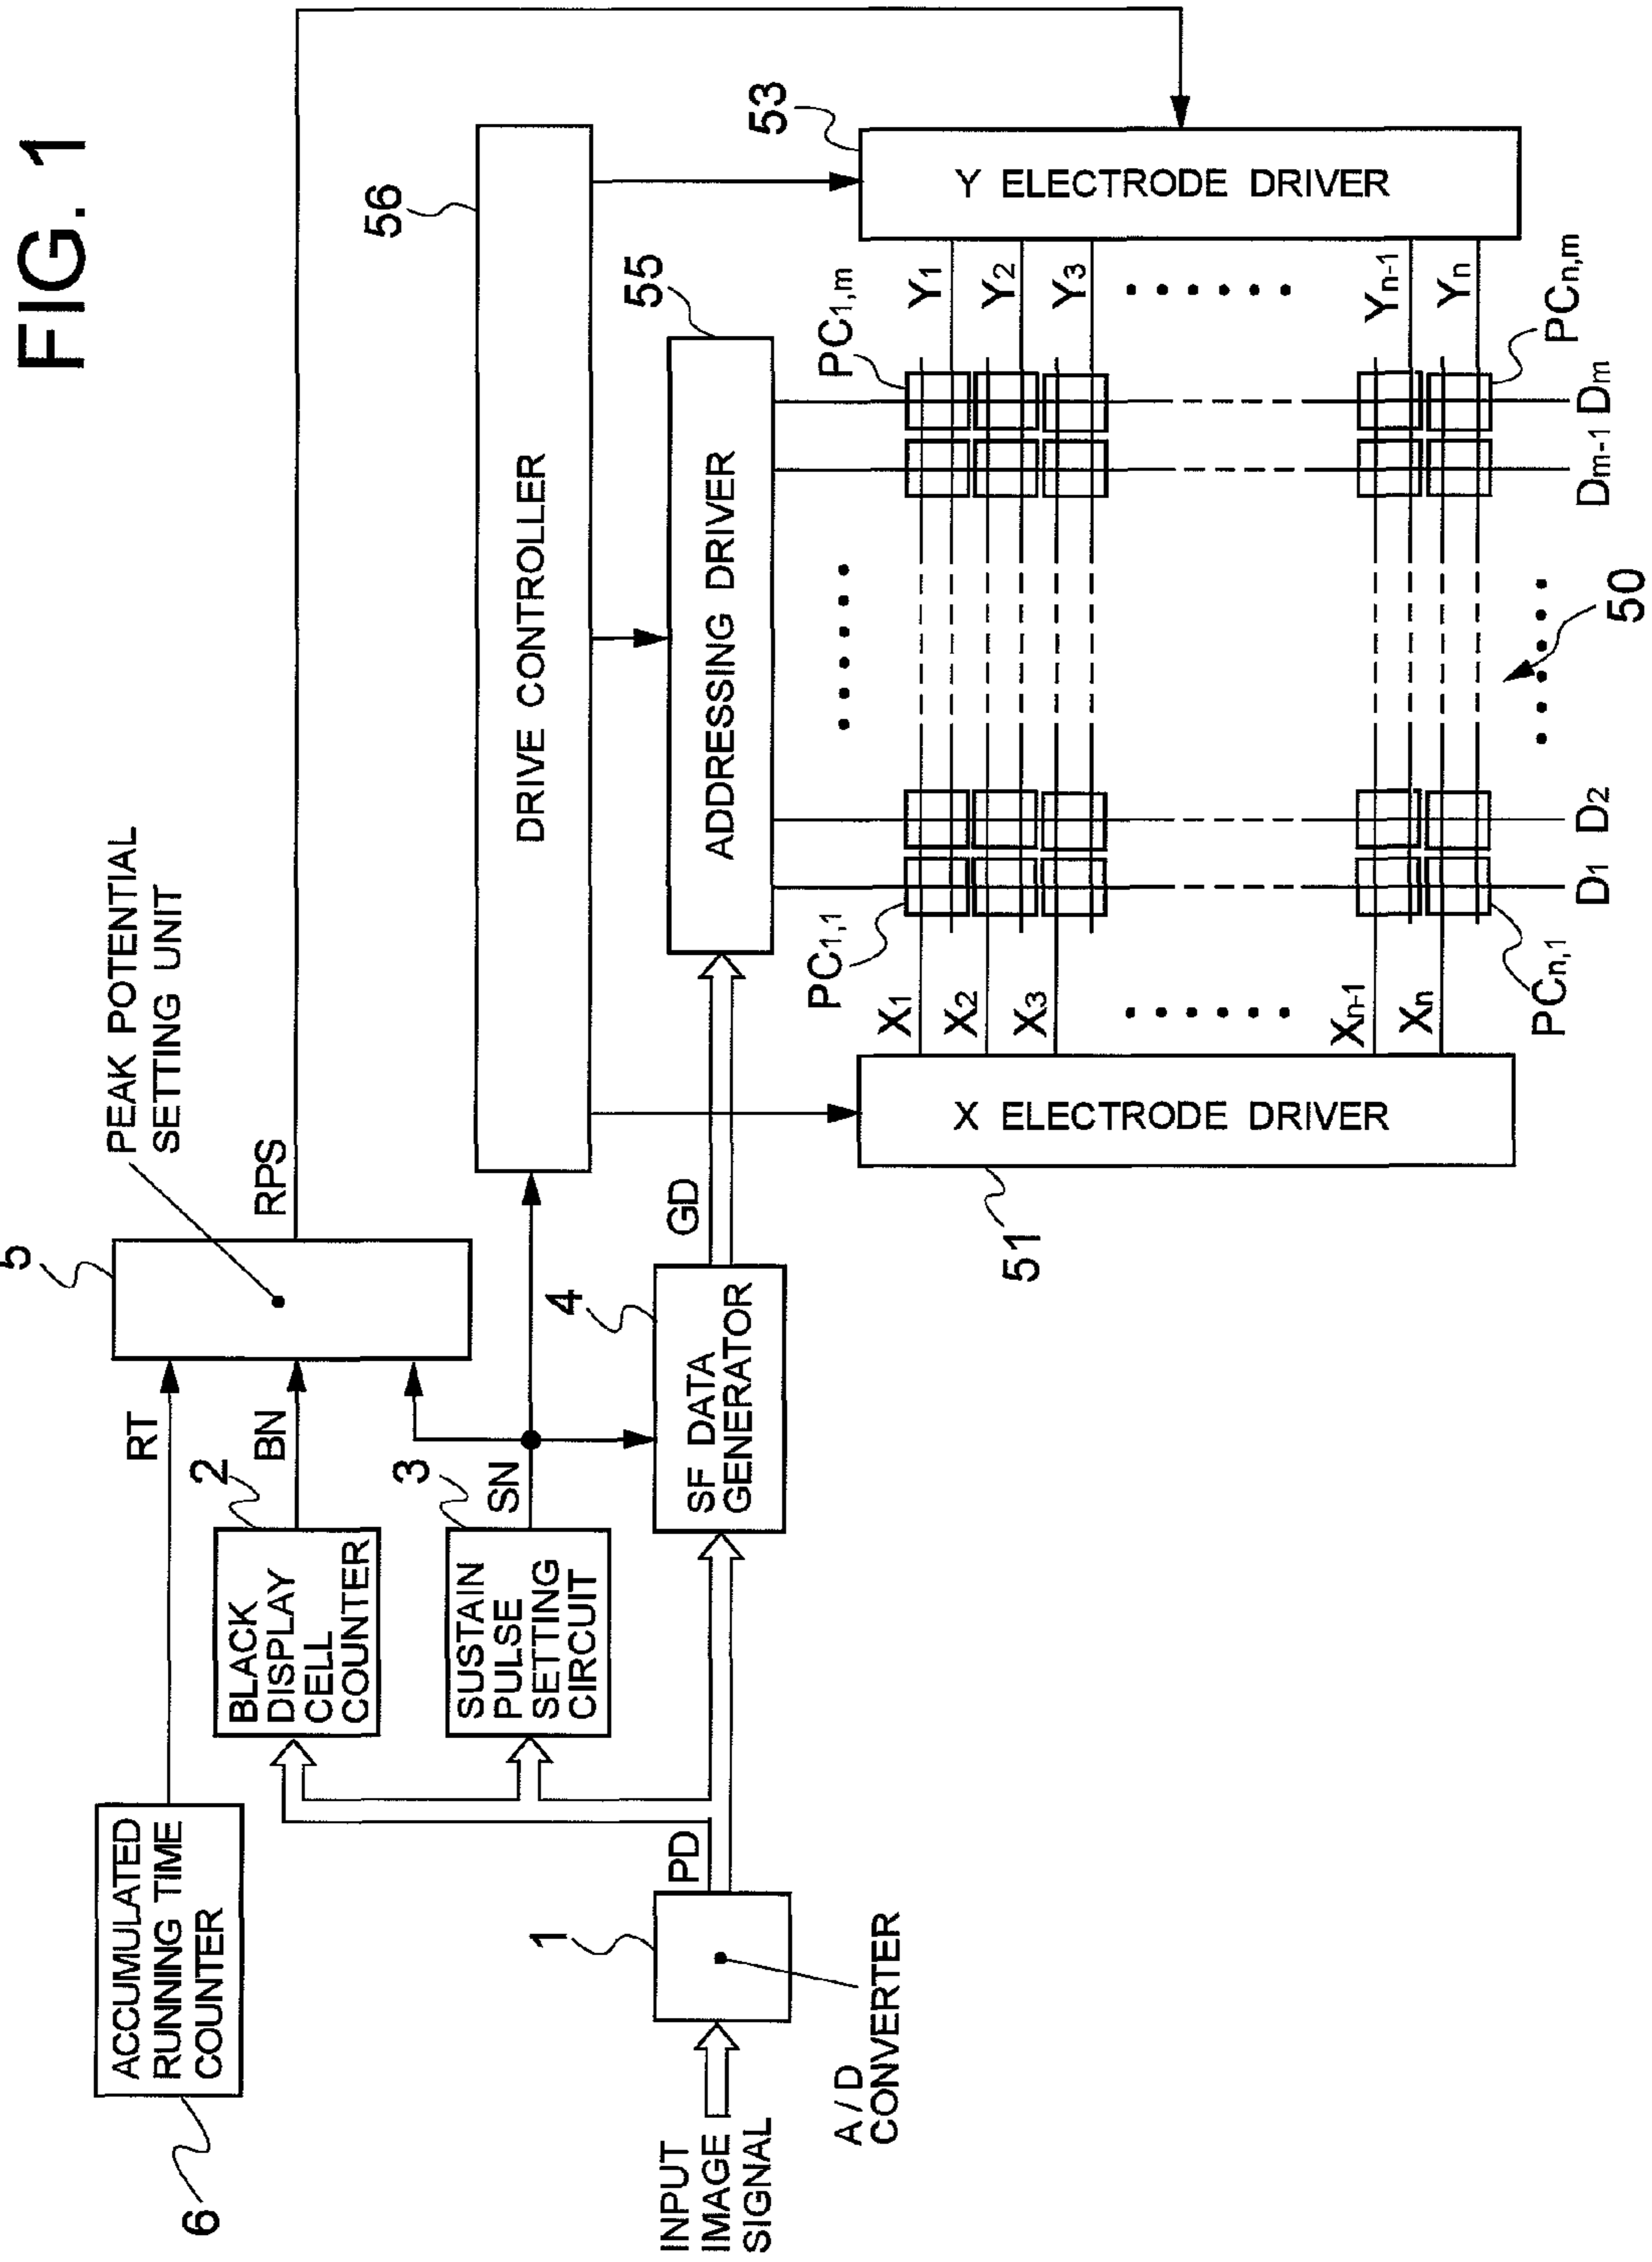 FIG. 1
5
PEAK POTENTIAL
SETTING UNIT
RT
BN
RPS
6
ACCUMULATED
RUNNING TIME
COUNTER
2
BLACK
DISPLAY
CELL
COUNTER
3
SUSTAIN
PULSE
SETTING
CIRCUIT
SN
56
DRIVE CONTROLLER
INPUT
IMAGE
SIGNAL
1
A / D
CONVERTER
PD
4
SF DATA
GENERATOR
GD
55
ADDRESSING DRIVER
51
X ELECTRODE DRIVER
53
Y ELECTRODE DRIVER
PC1,1
PC1,m
X1
X2
X3
Xn-1
Xn
Y1
Y2
Y3
Yn-1
Yn
PCn,1
PCn,m
D1
D2
Dm-1
Dm
50